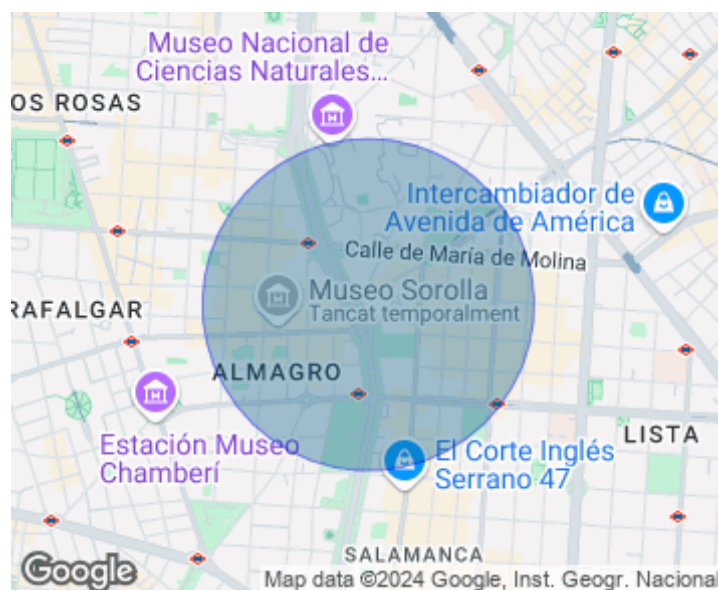 Museo Nacional de
Ciencias Naturales...
OS ROSAS
Intercambiador de
Avenida de América
Calle de María de Molina
Museo Sorolla
Tancat temporalment
RAFALGAR
ALMAGRO
Estación Museo
Chamberí
El Corte Inglés
Serrano 47
LISTA
SALAMANCA
Google
Map data ©2024 Google, Inst. Geogr. Nacional